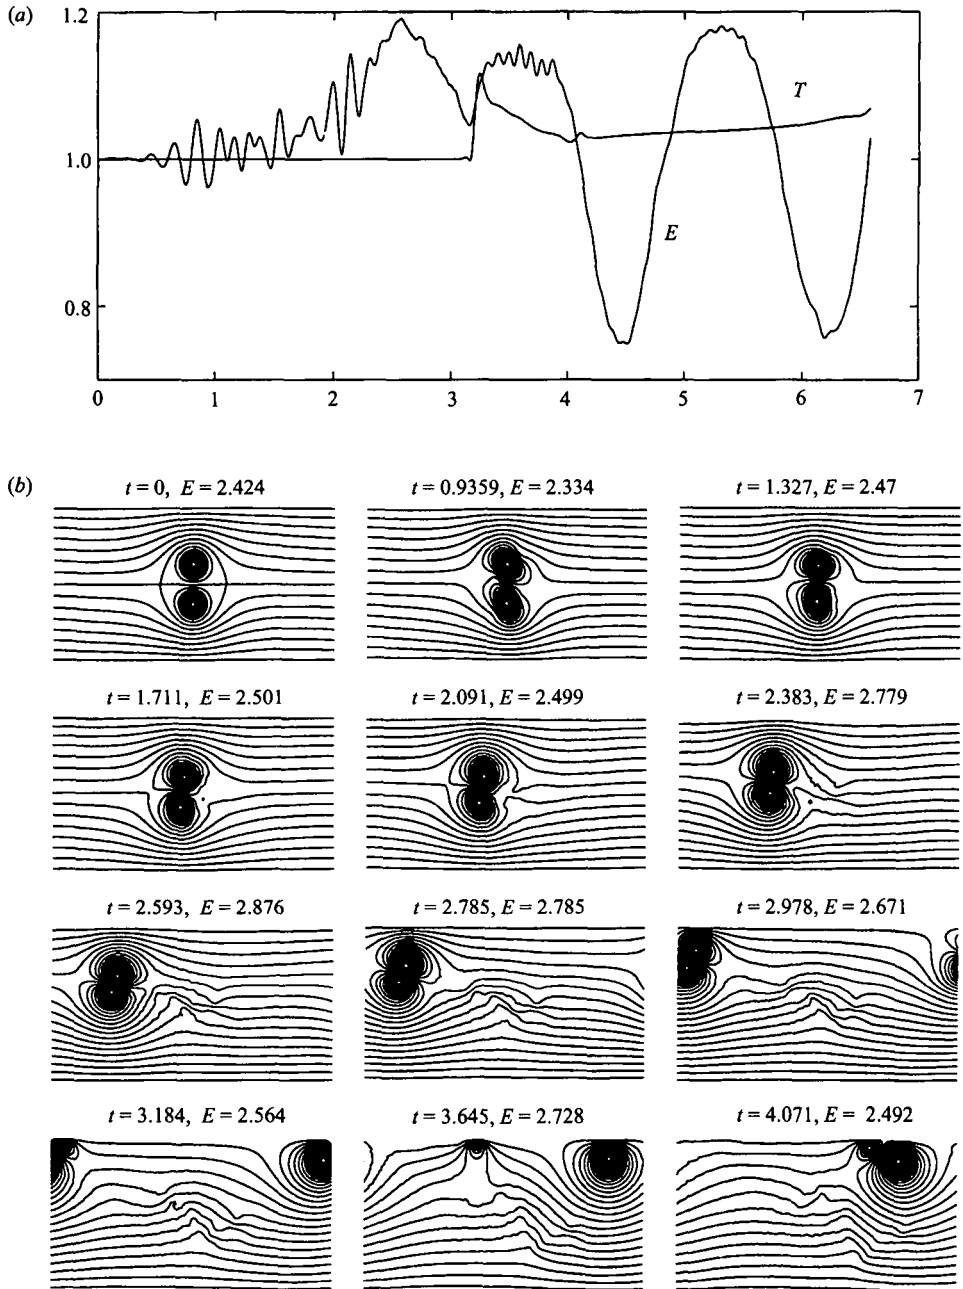 (a)
1.2
1.0
0.8
T
E
0 1 2 3 4 5 6 7
(b)
t = 0, E = 2.424 t = 0.9359, E = 2.334 t = 1.327, E = 2.47
t = 1.711, E = 2.501 t = 2.091, E = 2.499 t = 2.383, E = 2.779
t = 2.593, E = 2.876 t = 2.785, E = 2.785 t = 2.978, E = 2.671
t = 3.184, E = 2.564 t = 3.645, E = 2.728 t = 4.071, E = 2.492